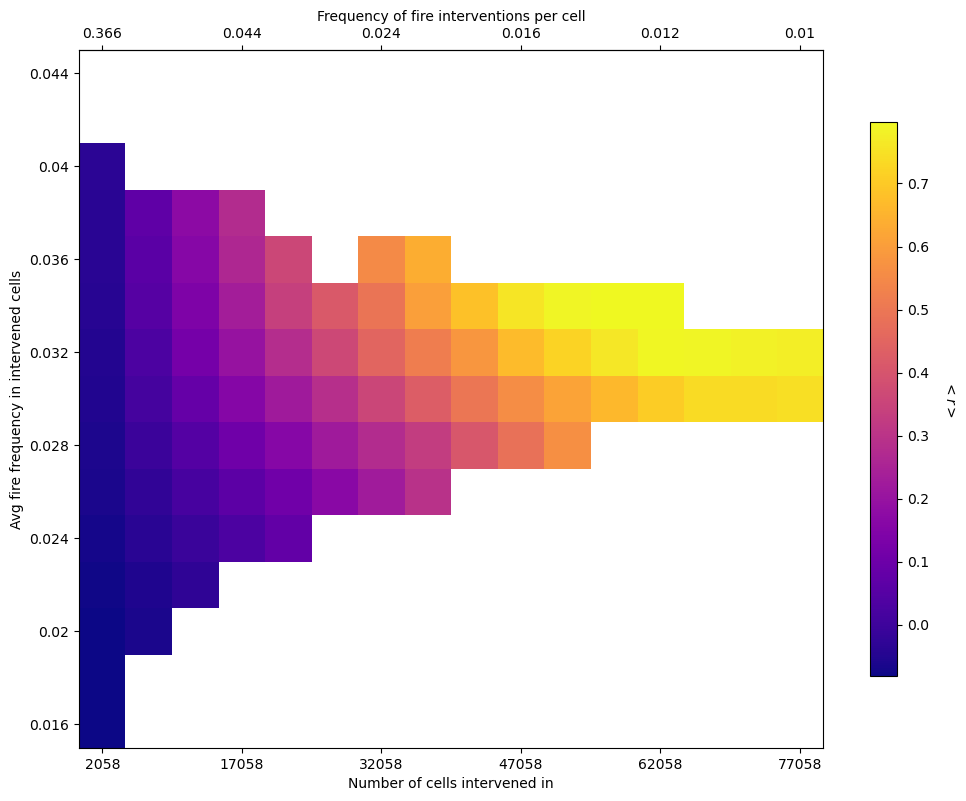 Frequency of fire interventions per cell
0.366 0.044 0.024 0.016 0.012 0.01
0.044
0.04
0.036
0.032
0.028
0.024
0.02
0.016
Avg fire frequency in intervened cells
2058 17058 32058 47058 62058 77058
Number of cells intervened in
0.7
0.6
0.5
0.4
0.3
0.2
0.1
0.0
< r >